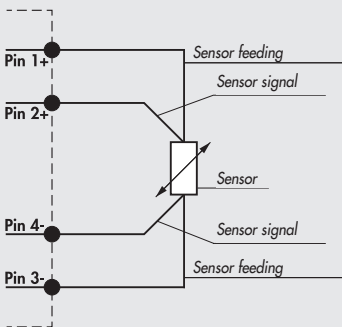 Sensor feeding
Pin 1+
Sensor signal
Pin 2+
Sensor
Pin 4-
Sensor signal
Sensor feeding
Pin 3-